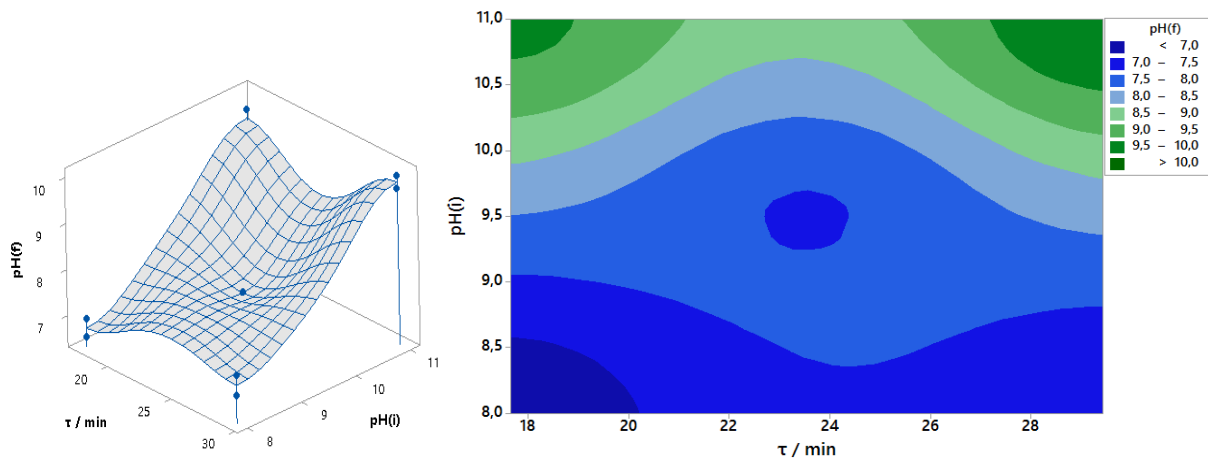 10
9
8
7
pH(f)
20
25
30
τ / min
8
9
10
11
pH(i)
11,0
10,5
10,0
9,5
9,0
8,5
8,0
pH(i)
18 20 22 24 26 28
τ / min
pH(f)
< 7,0
7,0 – 7,5
7,5 – 8,0
8,0 – 8,5
8,5 – 9,0
9,0 – 9,5
9,5 – 10,0
> 10,0